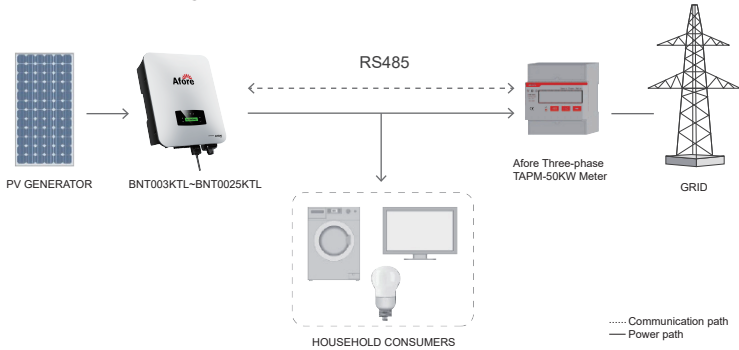 RS485
Afore
PV GENERATOR
BNT003KTL~BNT0025KTL
Afore Three-phase
TAPM-50KW Meter
GRID
HOUSEHOLD CONSUMERS
Communication path
Power path